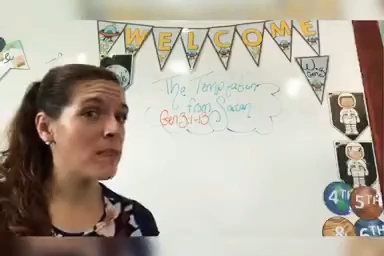 WELCOME
The Temptation
from Satan
Gen 3:1-13
4TH
5TH
6TH